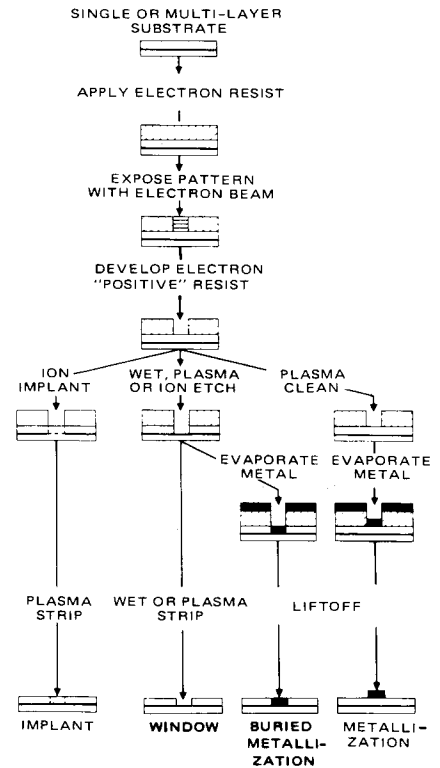 SINGLE OR MULTI-LAYER
SUBSTRATE
APPLY ELECTRON RESIST
EXPOSE PATTERN
WITH ELECTRON BEAM
DEVELOP ELECTRON
"POSITIVE" RESIST
ION
IMPLANT
WET, PLASMA
OR ION ETCH
PLASMA
CLEAN
EVAPORATE
METAL
EVAPORATE
METAL
PLASMA
STRIP
WET OR PLASMA
STRIP
LIFTOFF
IMPLANT
WINDOW
BURIED
METALLI-
ZATION
METALLI-
ZATION